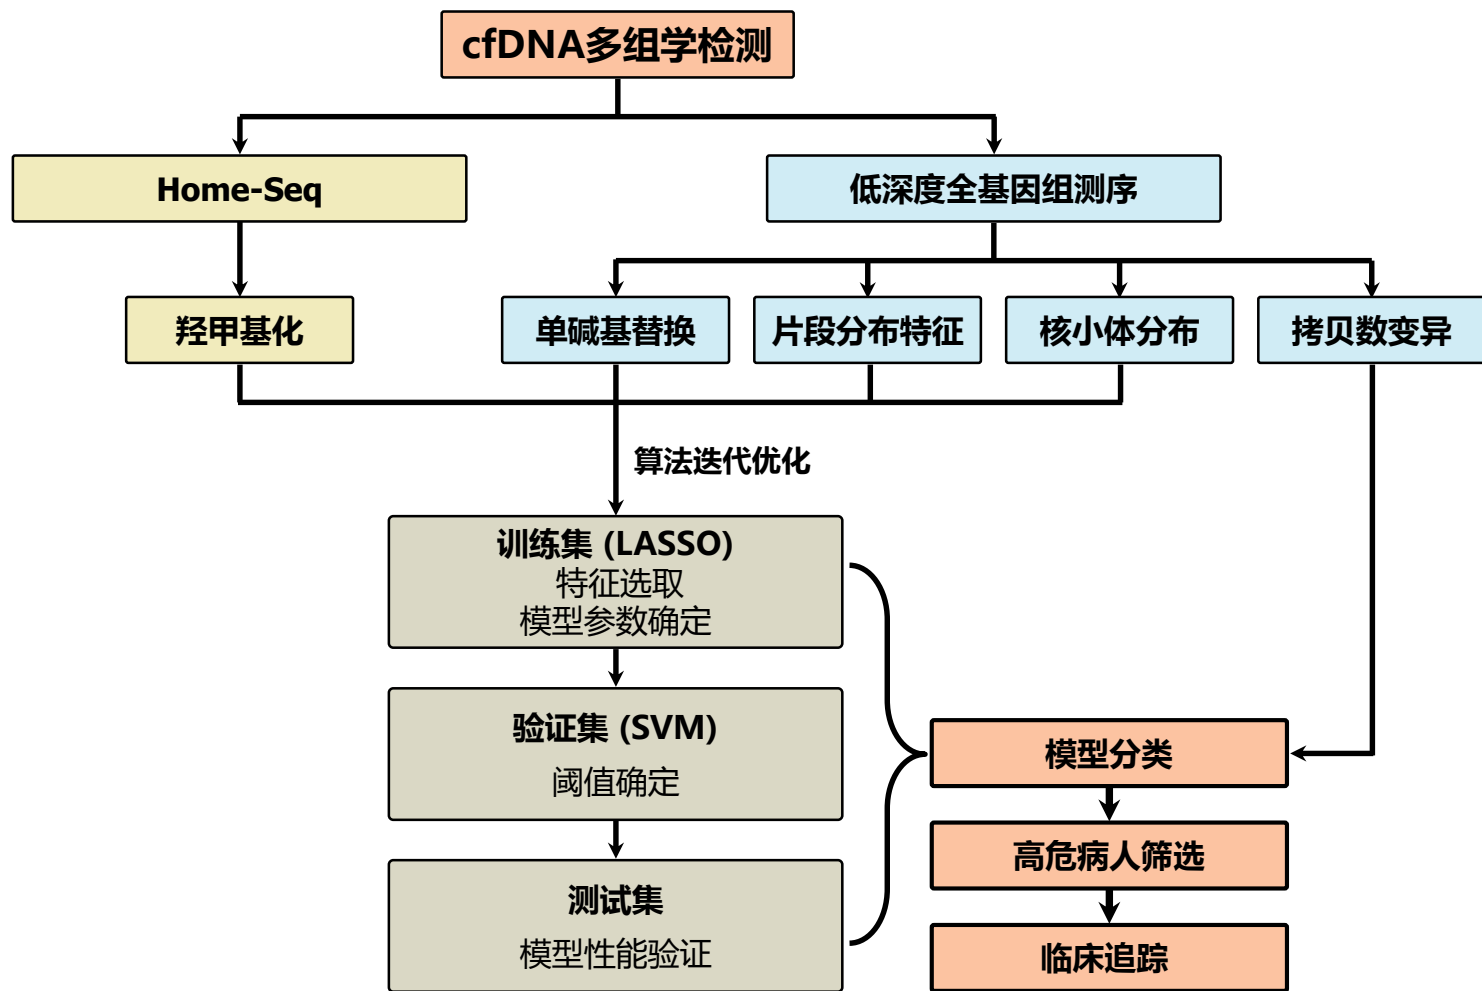 cfDNA多组学检测
Home-Seq
低深度全基因组测序
羟甲基化
单碱基替换
片段分布特征
核小体分布
拷贝数变异
算法迭代优化
训练集 (LASSO)
特征选取
模型参数确定
验证集 (SVM)
阈值确定
测试集
模型性能验证
模型分类
高危病人筛选
临床追踪